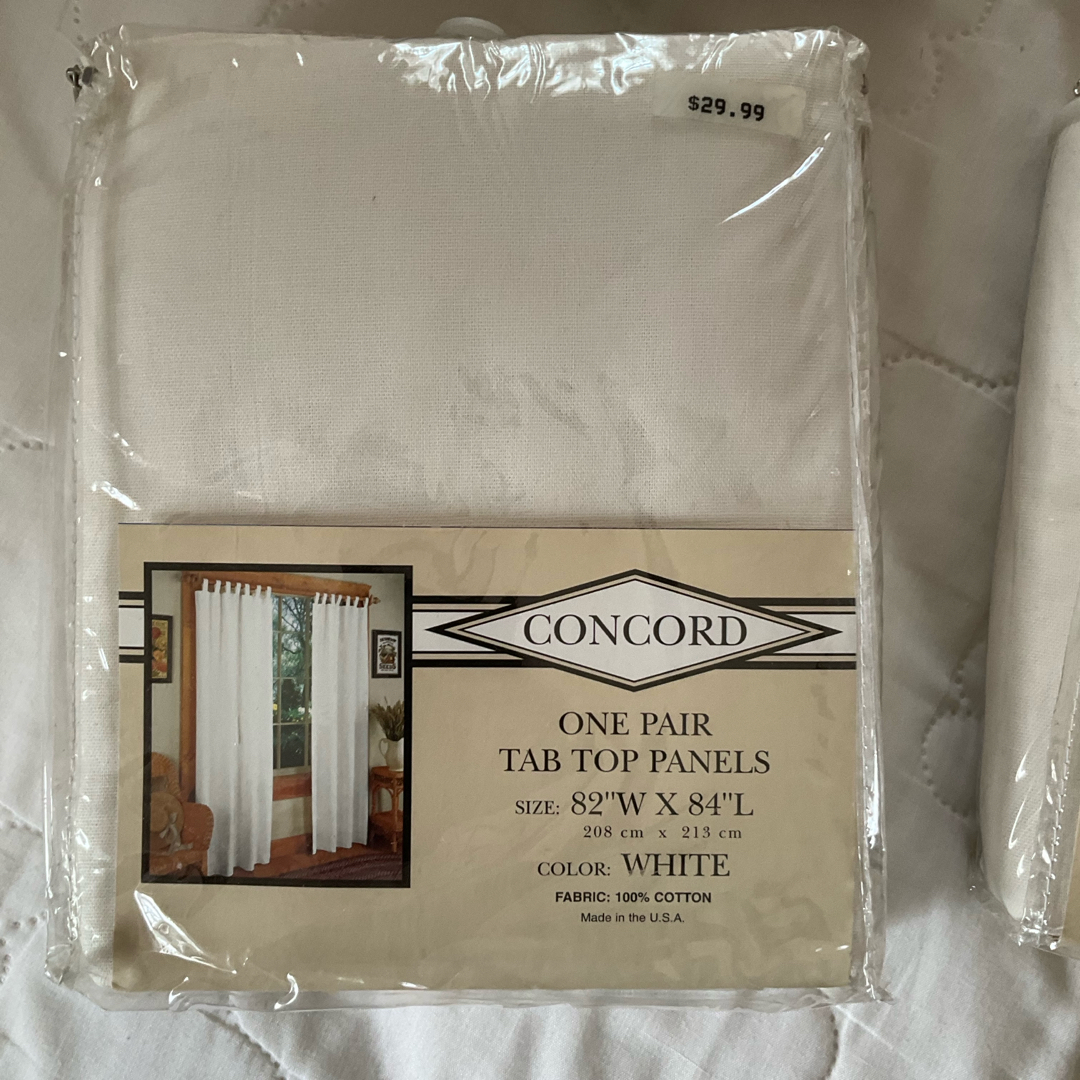 $29.99
CONCORD
ONE PAIR
TAB TOP PANELS
SIZE: 82"W X 84"L
208 cm x 213 cm
COLOR: WHITE
FABRIC: 100% COTTON
Made in the U.S.A.